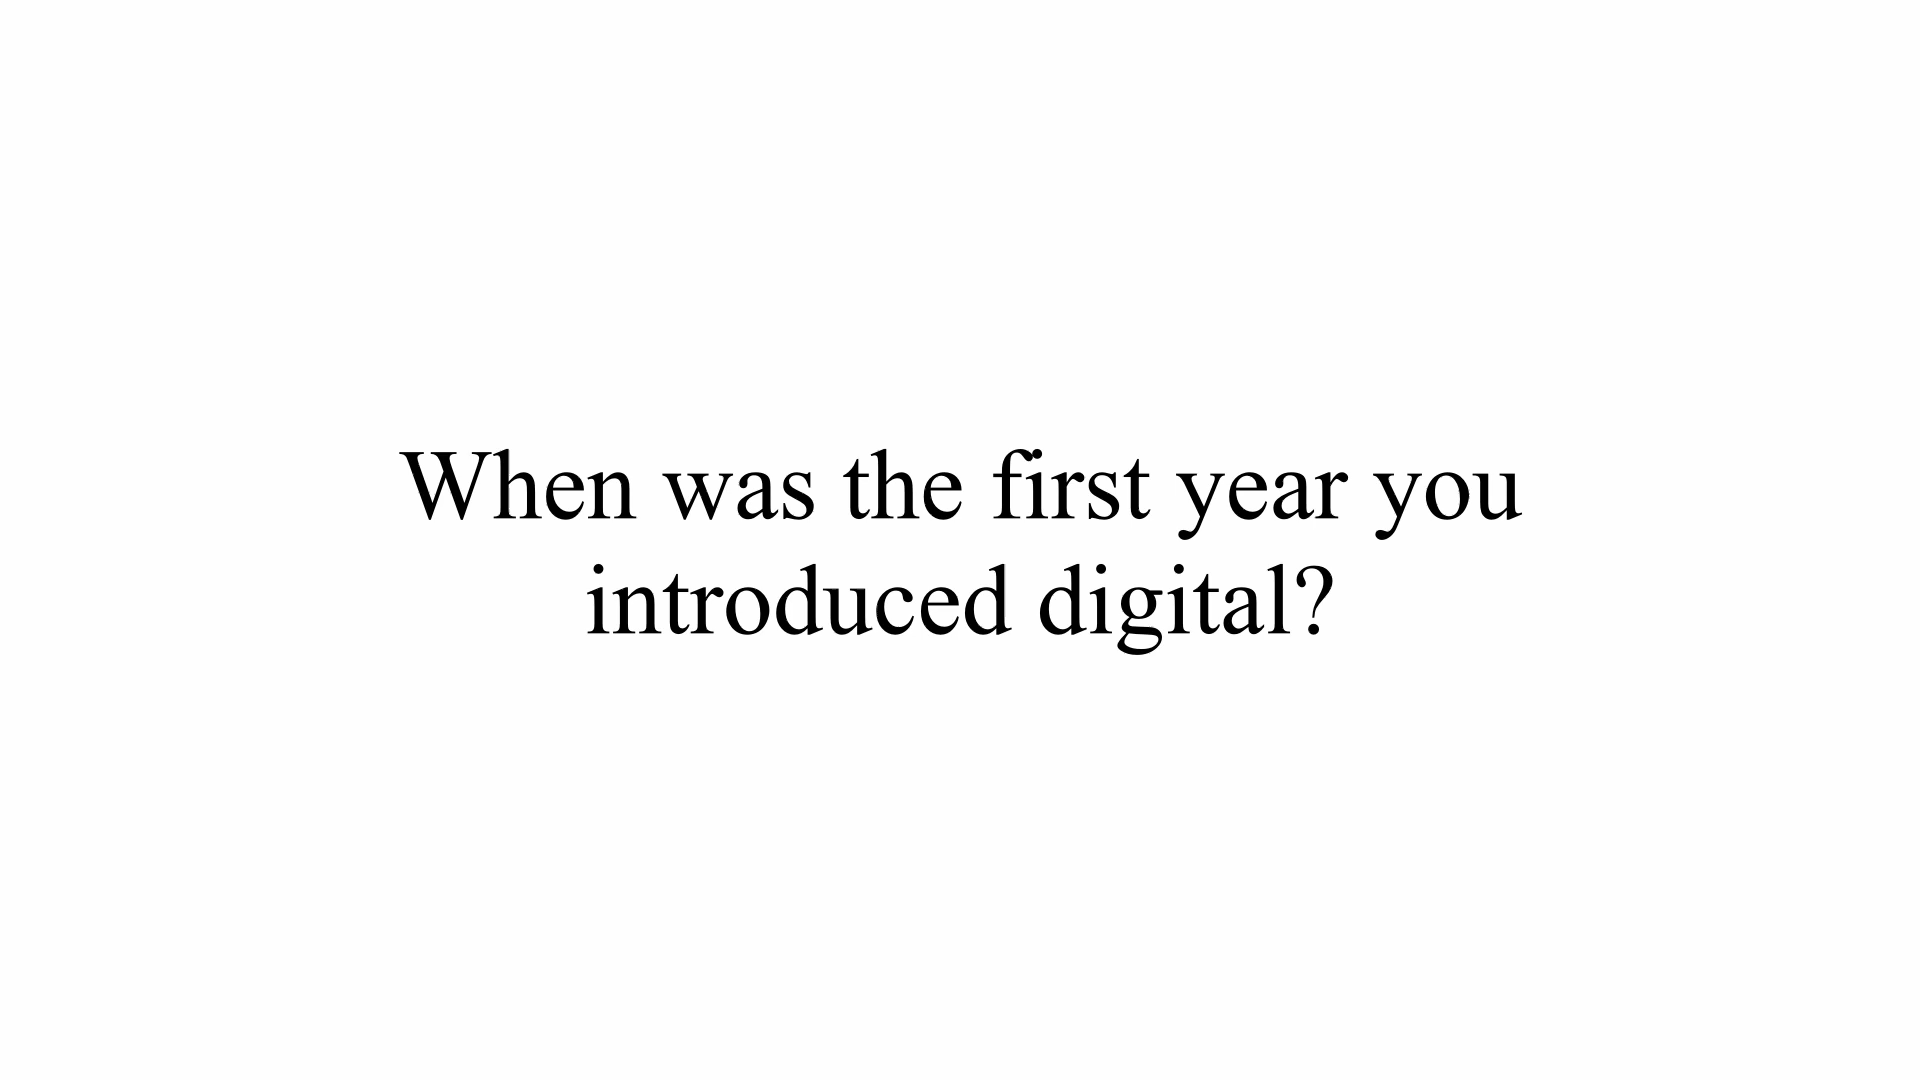 When was the first year you
introduced digital?